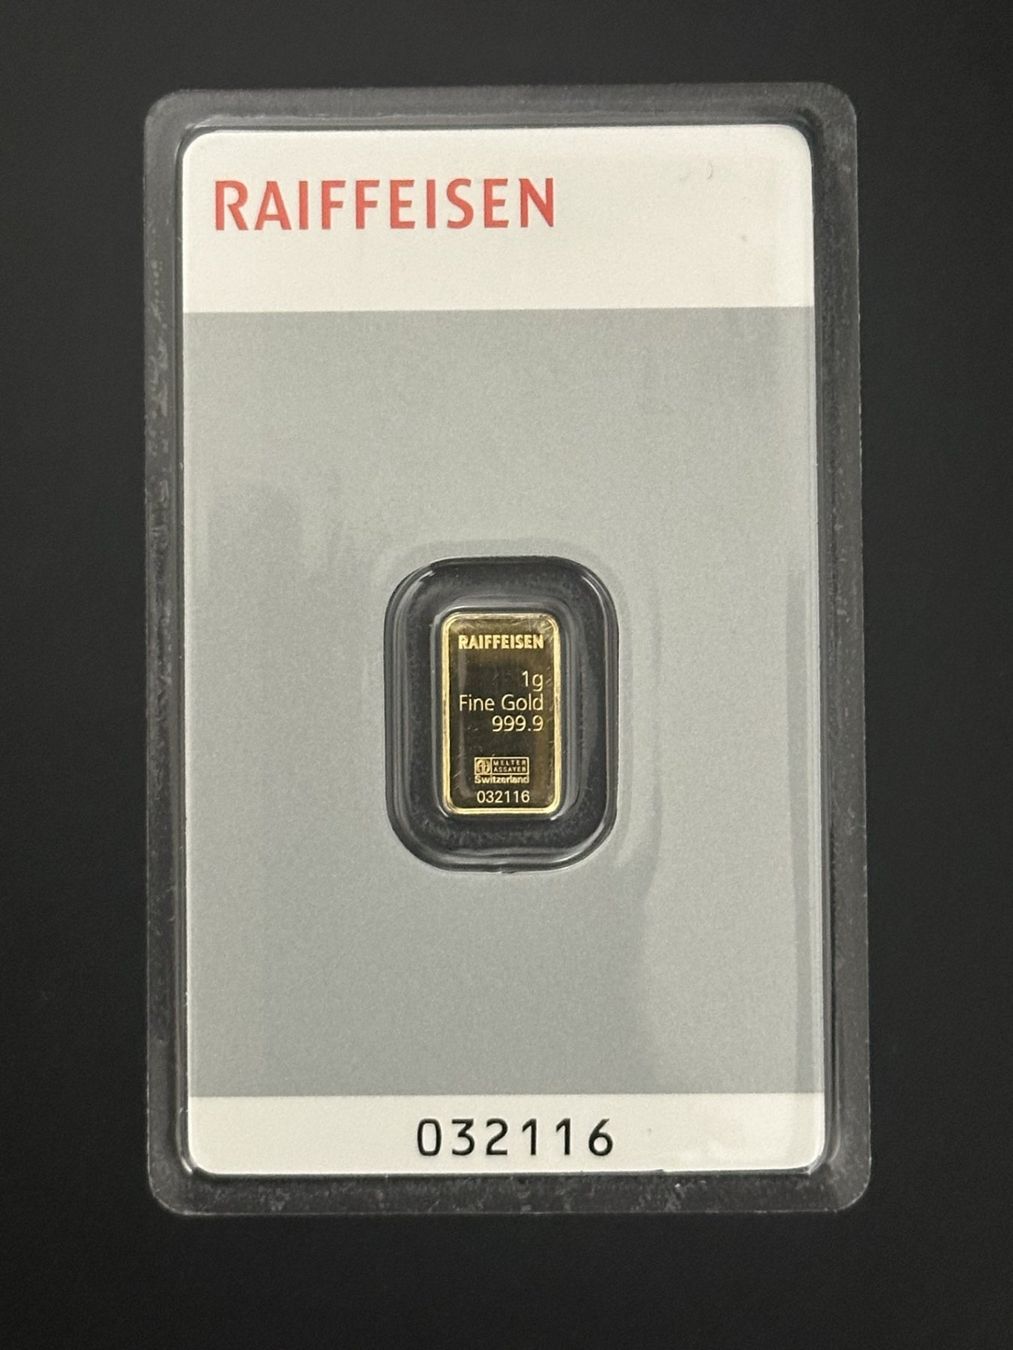 RAIFFEISEN
RAIFFEISEN
1g
Fine Gold
999.9
MELTER
ASSAYER
Switzerland
032116
032116